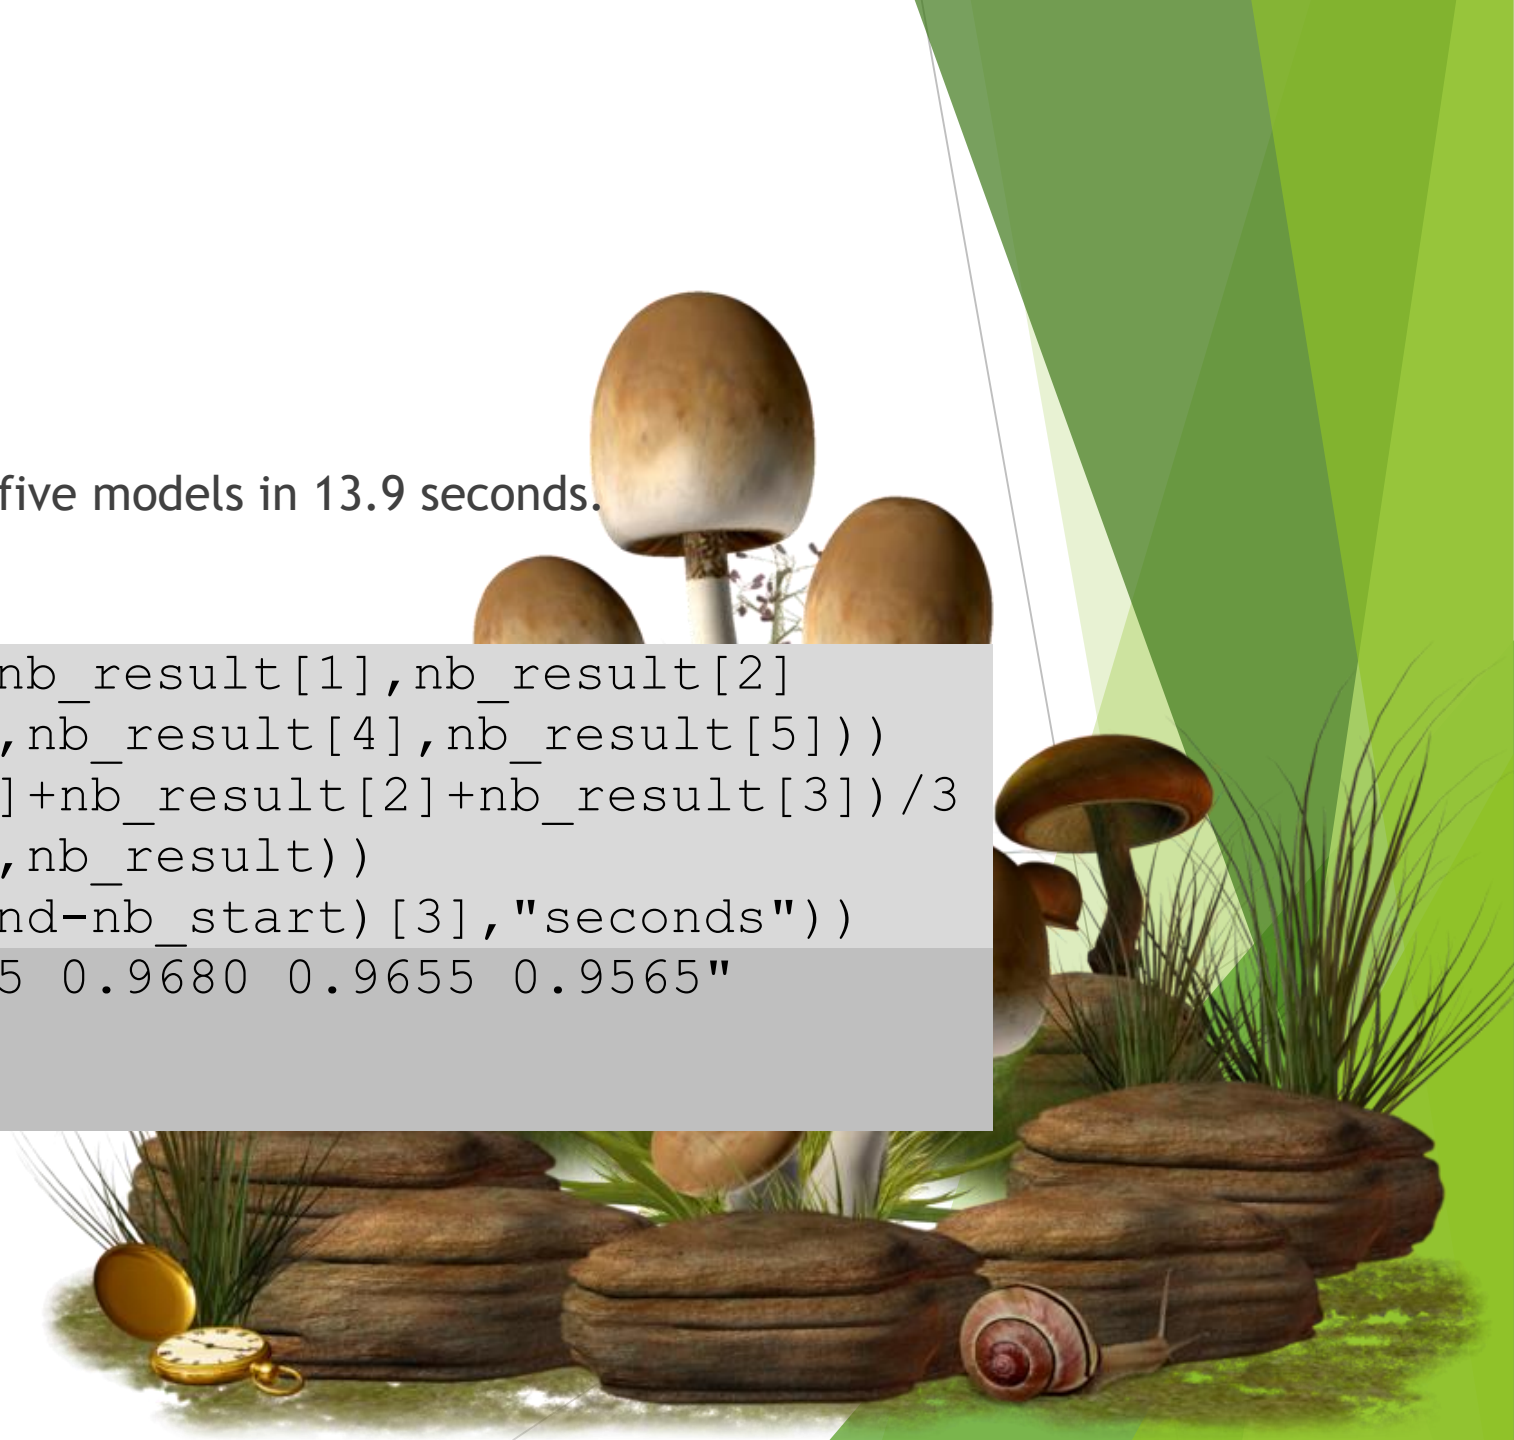 five models in 13.9 seconds.
nb_result[1],nb_result[2]
,nb_result[4],nb_result[5]))
]+nb_result[2]+nb_result[3])/3
,nb_result))
nd-nb_start)[3],"seconds"))
5 0.9680 0.9655 0.9565"